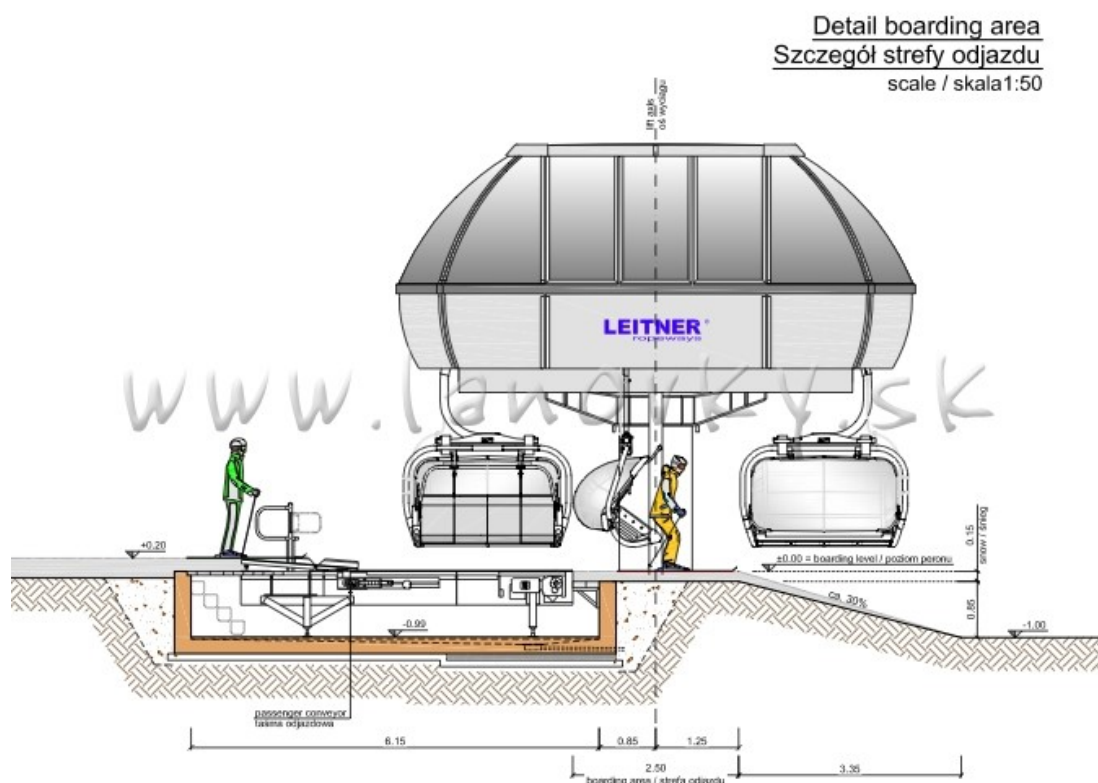 Detail boarding area
Szczegół strefy odjazdu
scale / skala1:50
lift axis
oś wyciągu
LEITNER®
ropeways
www.lanovky.sk
+0.20
±0.00 = boarding level / poziom peronu
0.15
snow / śnieg
ca. 30%
0.85
-0.99
-1.00
passenger conveyor
taśma odjazdowa
6.15
0.85
1.25
2.50
3.35
boarding area / strefa odjazdu